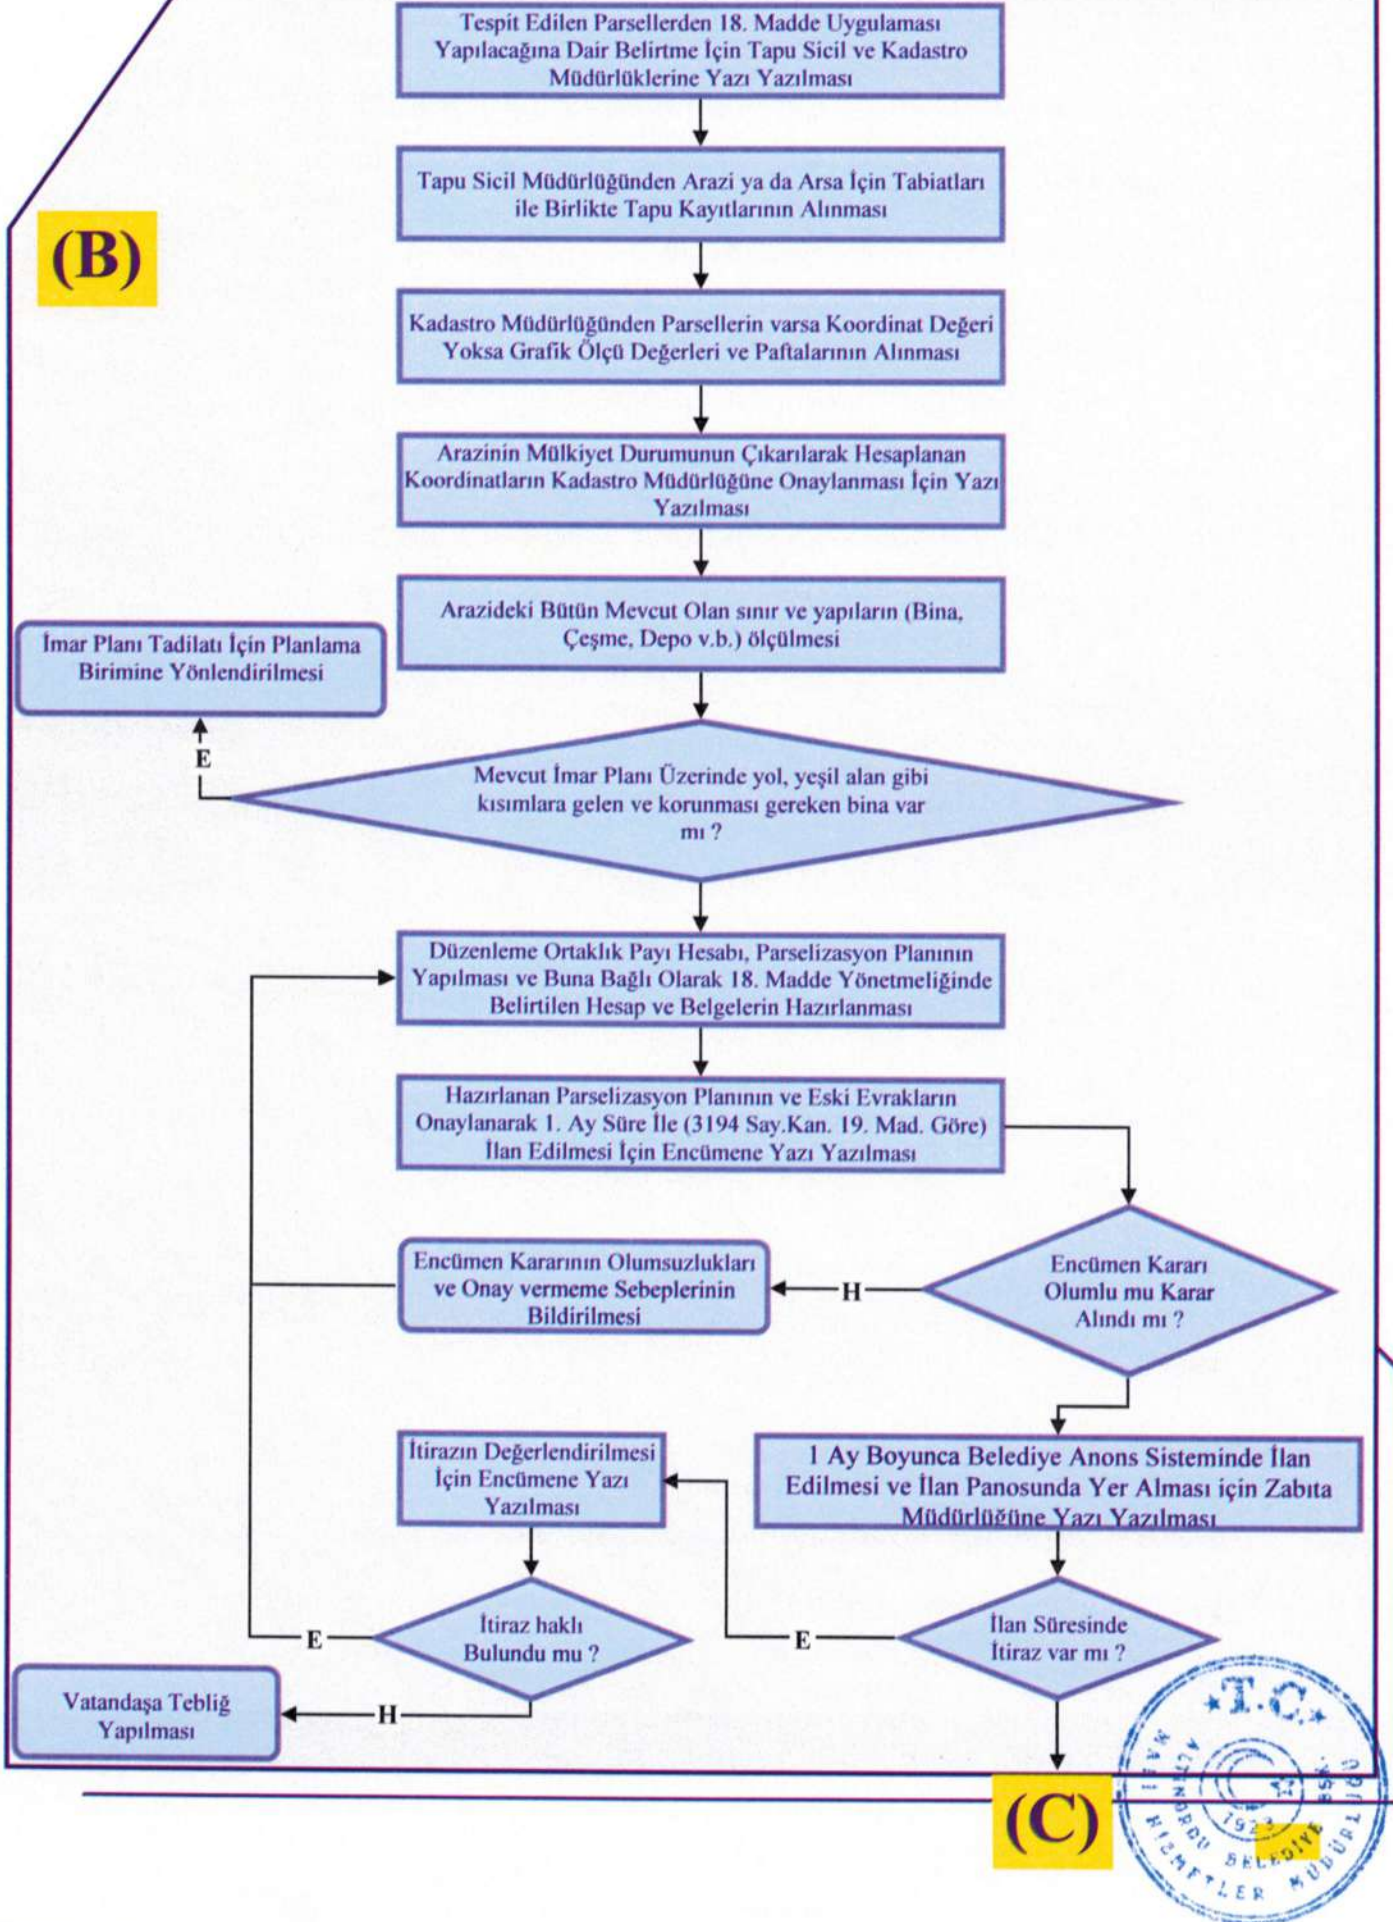 Tespit Edilen Parsellerden 18. Madde Uygulaması
Yapılacağına Dair Belirtme İçin Tapu Sicil ve Kadastro
Müdürlüklerine Yazı Yazılması
Tapu Sicil Müdürlüğünden Arazi ya da Arsa İçin Tabiatları
ile Birlikte Tapu Kayıtlarının Alınması
(B)
Kadastro Müdürlüğünden Parsellerin varsa Koordinat Değeri
Yoksa Grafik Ölçü Değerleri ve Paftalarının Alınması
Arazinin Mülkiyet Durumunun Çıkarılarak Hesaplanan
Koordinatların Kadastro Müdürlüğüne Onaylanması İçin Yazı
Yazılması
Arazideki Bütün Mevcut Olan sınır ve yapıların (Bina,
Çeşme, Depo v.b.) ölçülmesi
İmar Planı Tadilatı İçin Planlama
Birimine Yönlendirilmesi
E
Mevcut İmar Planı Üzerinde yol, yeşil alan gibi
kısımlara gelen ve korunması gereken bina var
mı ?
Düzenleme Ortaklık Payı Hesabı, Parselizasyon Planının
Yapılması ve Buna Bağlı Olarak 18. Madde Yönetmeliğinde
Belirtilen Hesap ve Belgelerin Hazırlanması
Hazırlanan Parselizasyon Planının ve Eski Evrakların
Onaylanarak 1. Ay Süre İle (3194 Say.Kan. 19. Mad. Göre)
İlan Edilmesi İçin Encümene Yazı Yazılması
Encümen Kararı
Olumlu mu Karar
Alındı mı ?
H
Encümen Kararının Olumsuzlukları
ve Onay vermeme Sebeplerinin
Bildirilmesi
1 Ay Boyunca Belediye Anons Sisteminde İlan
Edilmesi ve İlan Panosunda Yer Alması için Zabıta
Müdürlüğüne Yazı Yazılması
İtirazın Değerlendirilmesi
İçin Encümene Yazı
Yazılması
İlan Süresinde
İtiraz var mı ?
E
İtiraz haklı
Bulundu mu ?
E
H
Vatandaşa Tebliğ
Yapılması
(C)
T.C.
ALTINORDU BELEDİYE BŞK.
MALİ HİZMETLER MÜDÜRLÜĞÜ
1923